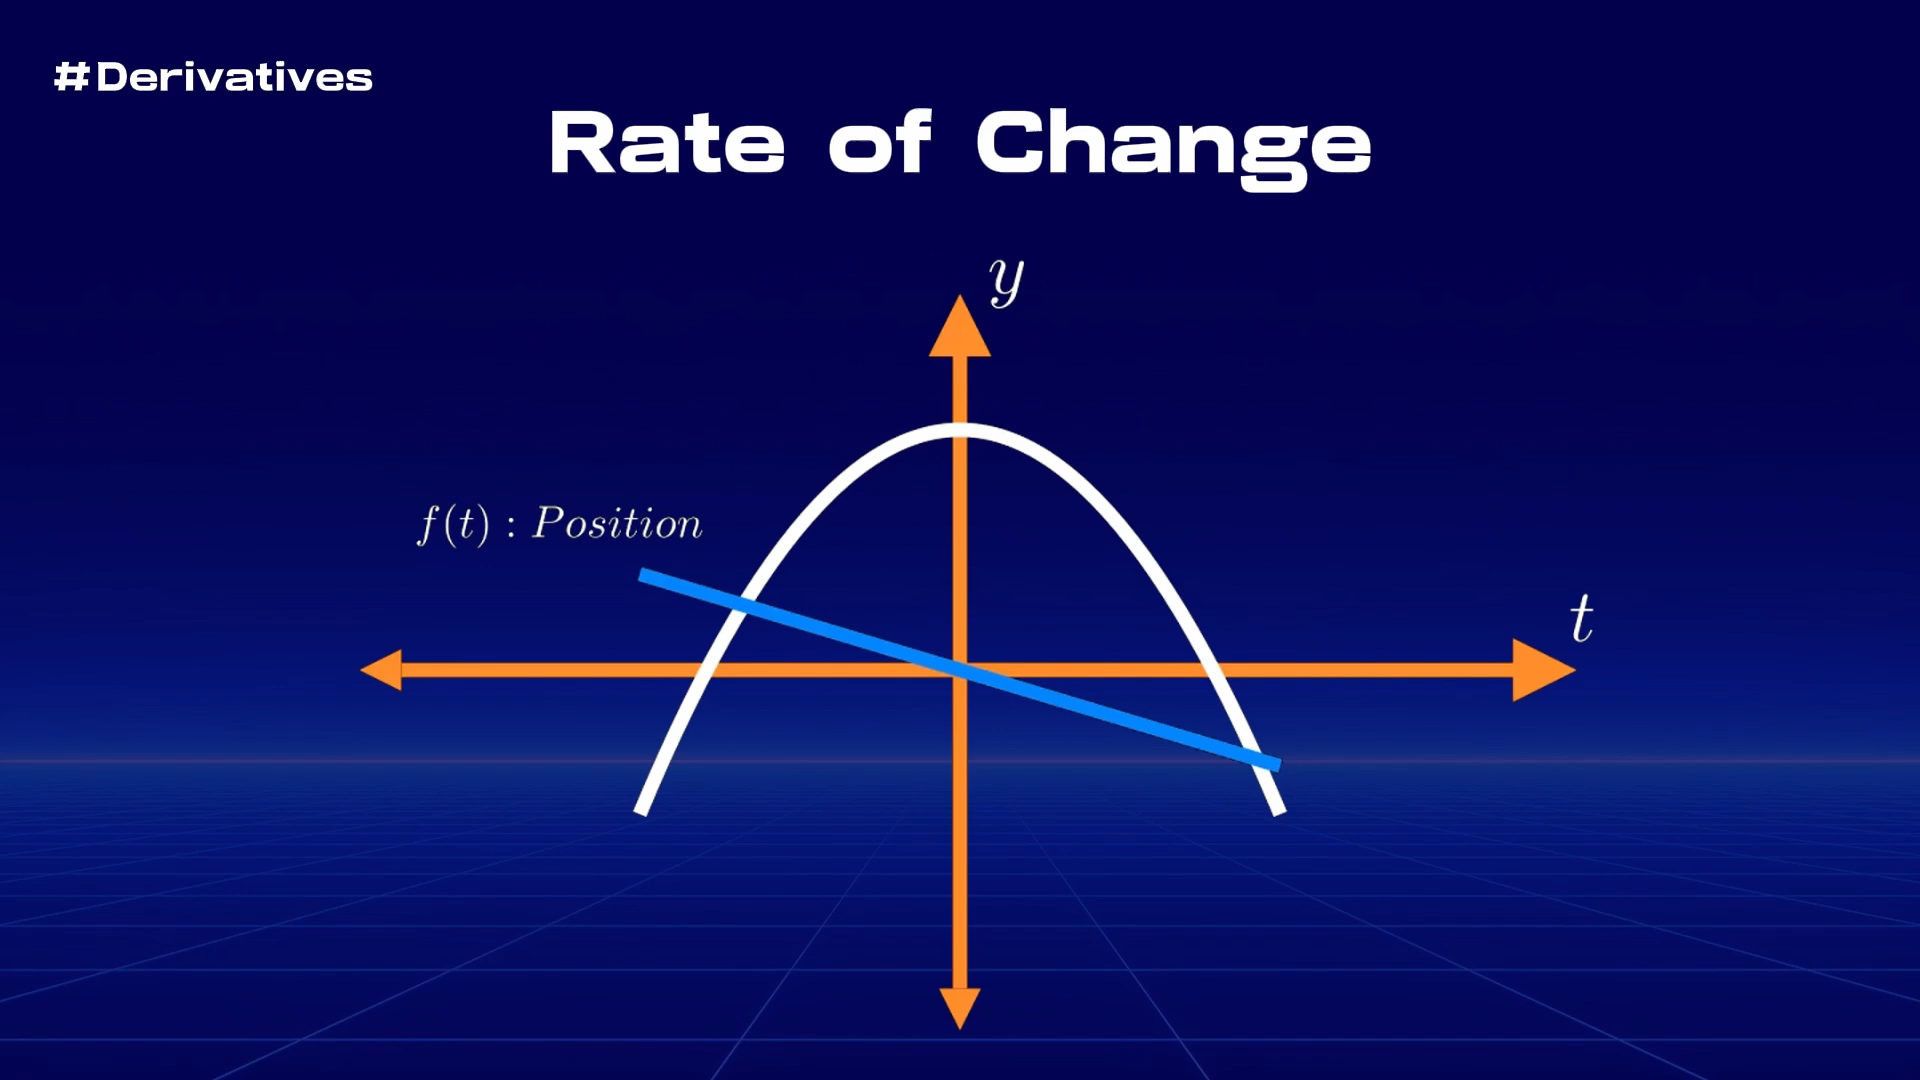 #Derivatives
Rate of Change
y
f(t) : Position
t